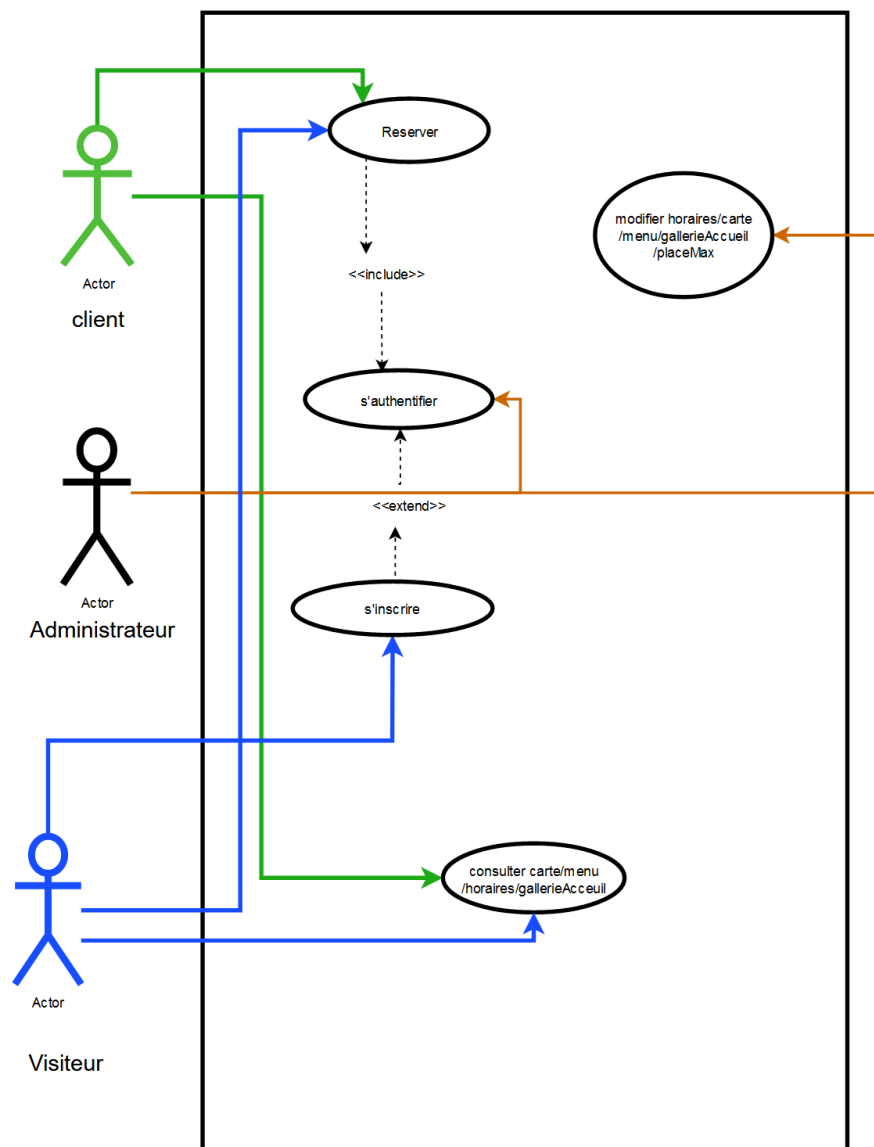 Reserver
modifier horaires/carte
/menu/gallerieAccueil
/placeMax
<<include>>
Actor
client
s'authentifier
<<extend>>
Actor
Administrateur
s'inscrire
consulter carte/menu
/horaires/gallerieAcceuil
Actor
Visiteur